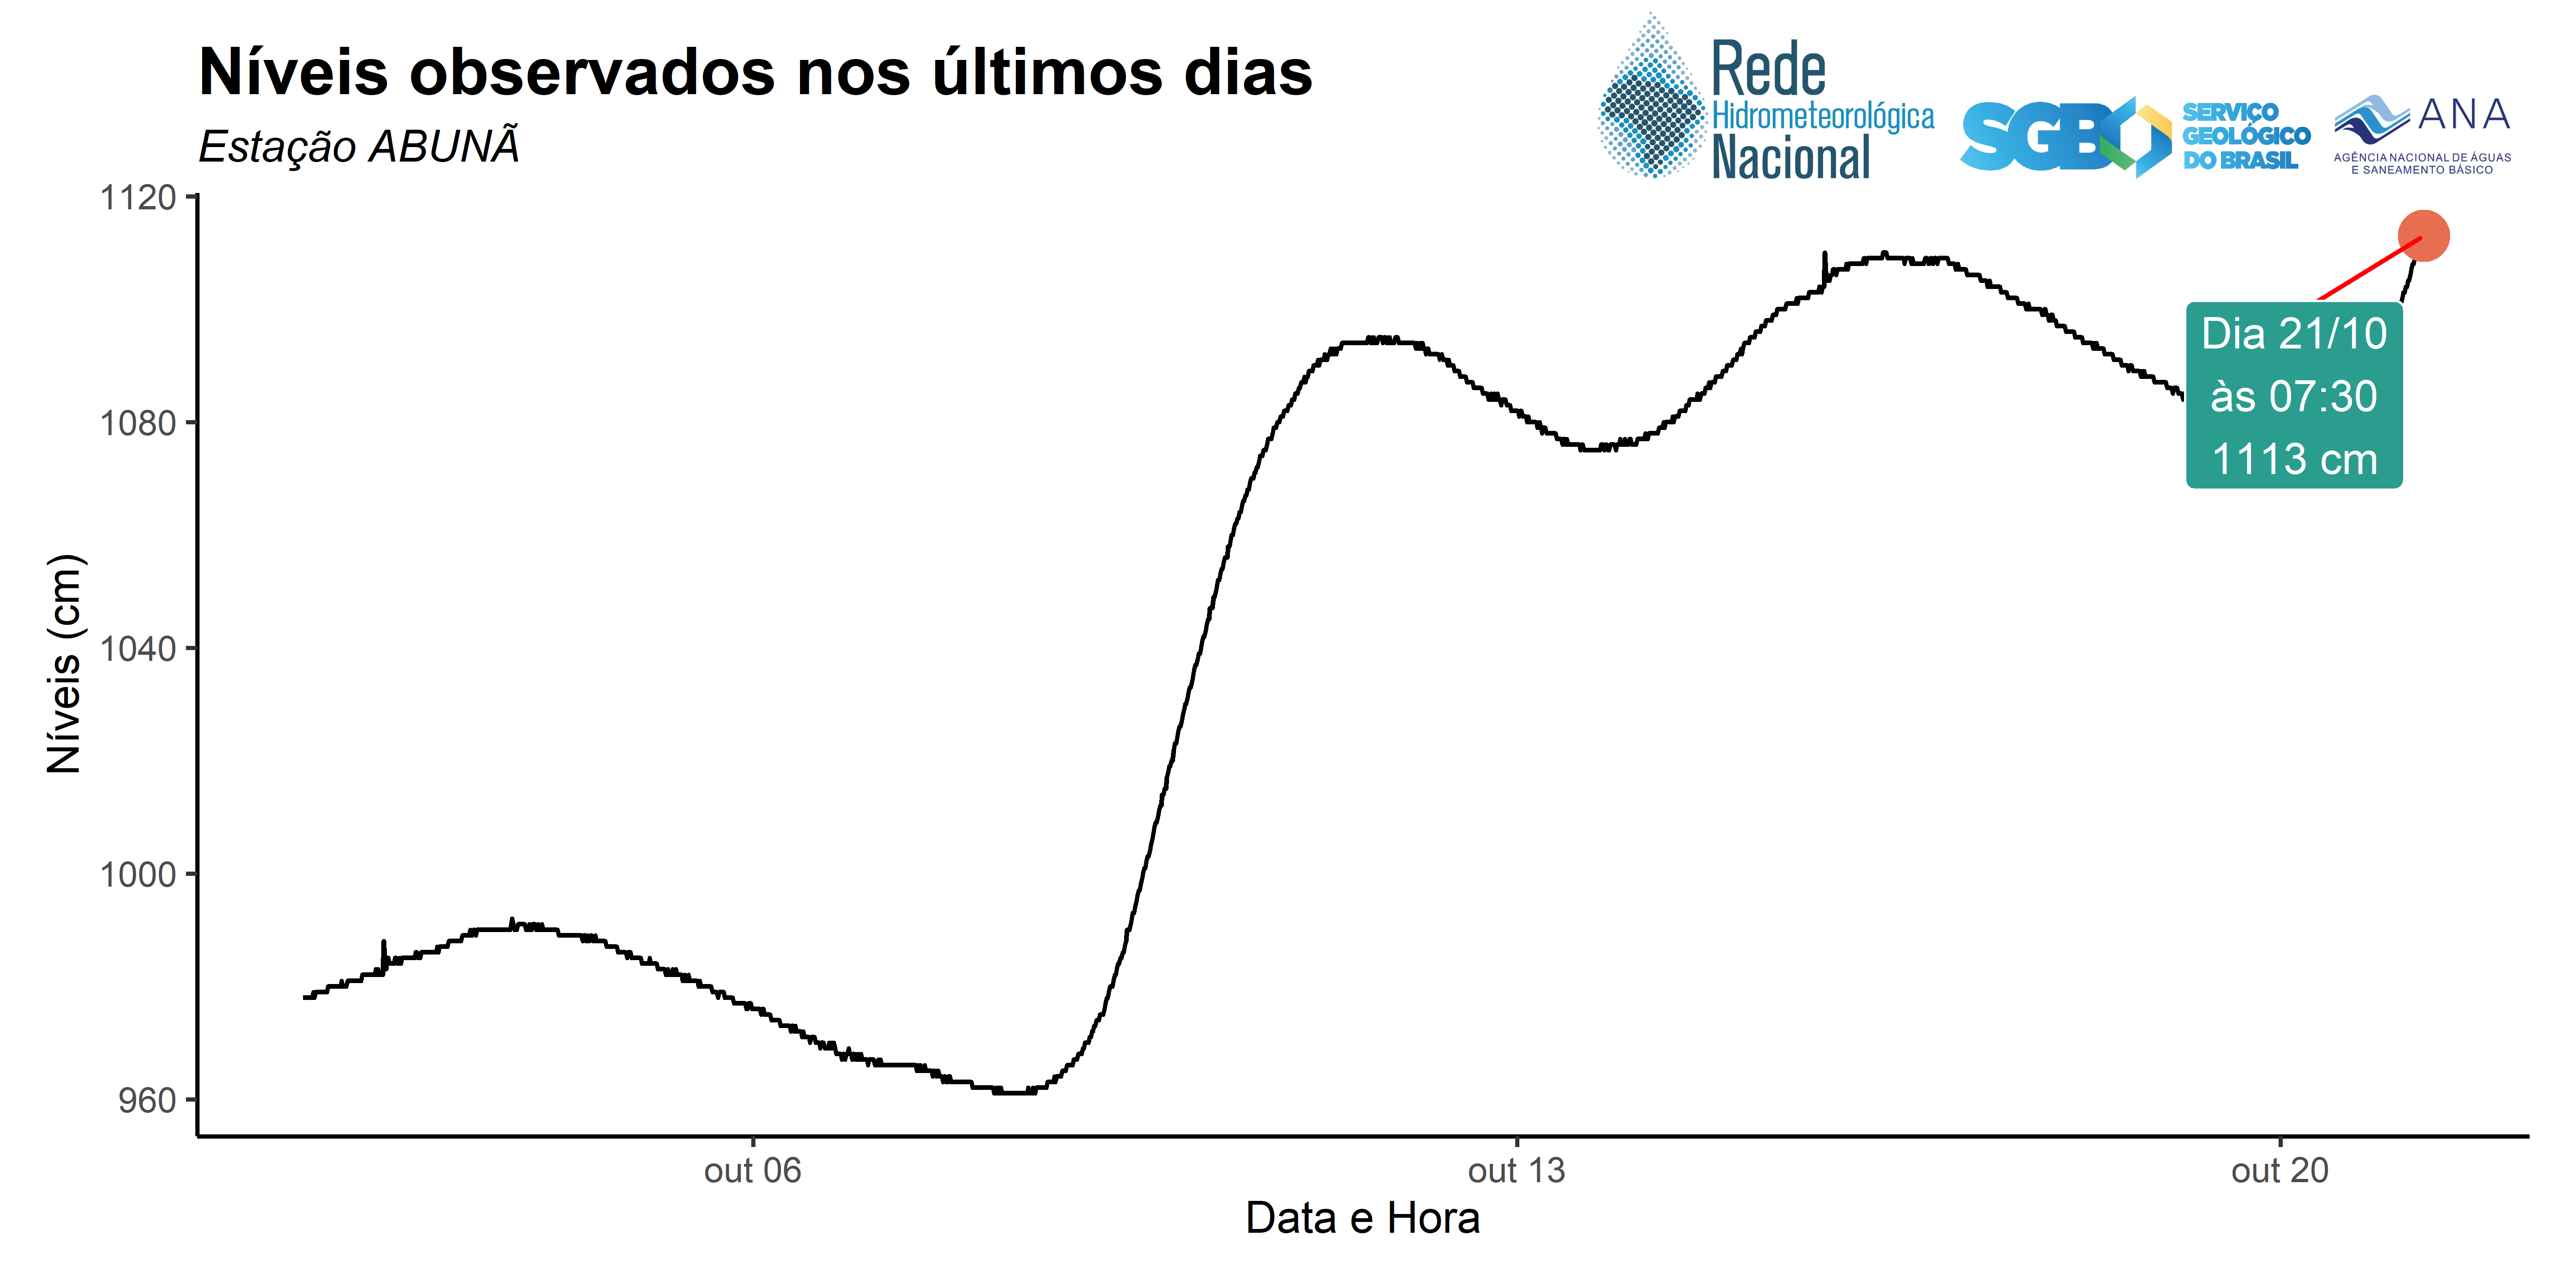 Níveis observados nos últimos dias
Estação ABUNÃ
Rede
Hidrometeorológica
Nacional
SGB
SERVIÇO
GEOLÓGICO
DO BRASIL
ANA
AGÊNCIA NACIONAL DE ÁGUAS
E SANEAMENTO BÁSICO
1120
1080
1040
1000
960
Níveis (cm)
Dia 21/10
às 07:30
1113 cm
out 06
out 13
out 20
Data e Hora